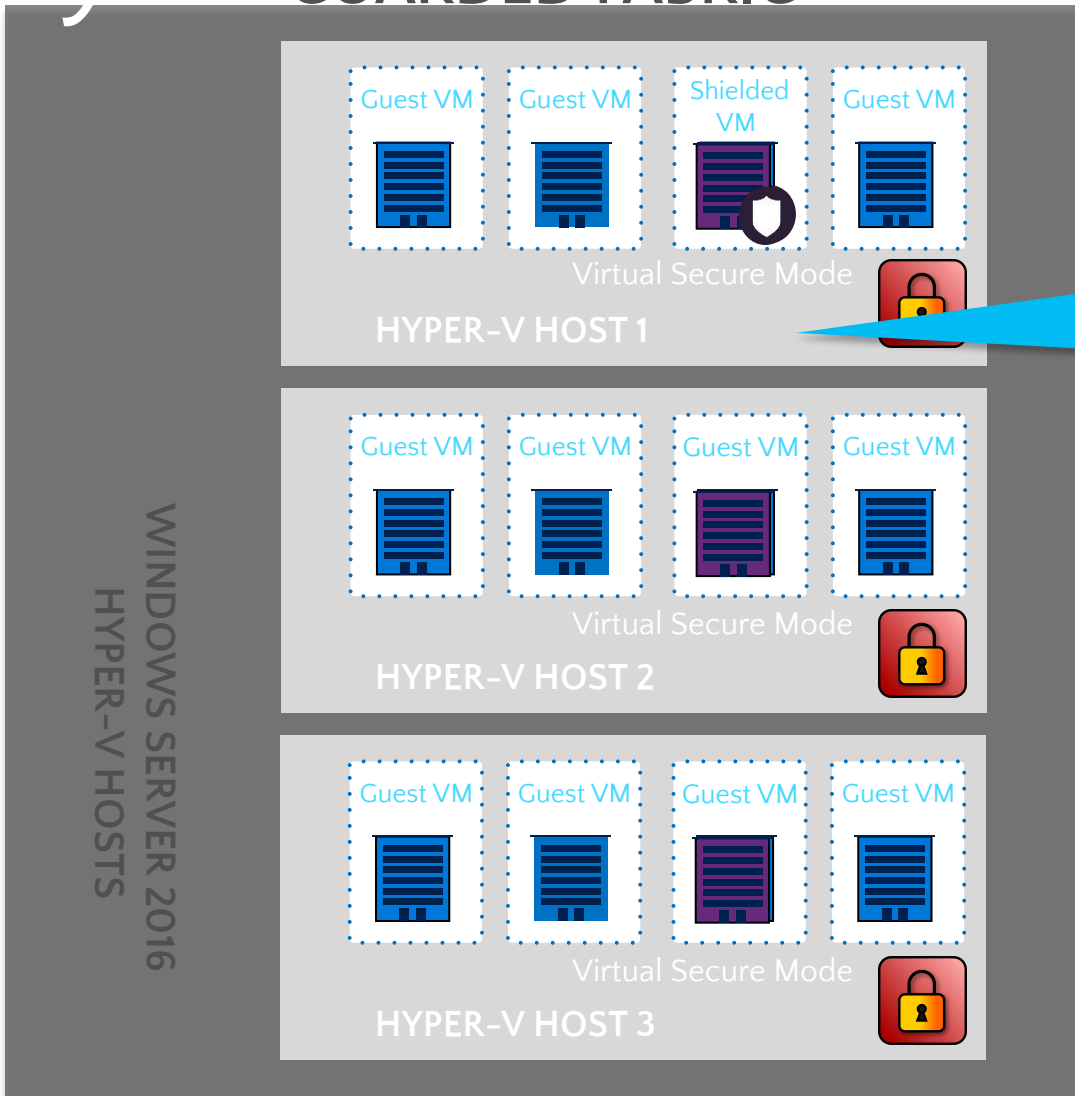 GUARDED FABRIC
Guest VM
Guest VM
Shielded
VM
Guest VM
Virtual Secure Mode
HYPER-V HOST 1
Guest VM
Guest VM
Guest VM
Guest VM
Virtual Secure Mode
HYPER-V HOST 2
Guest VM
Guest VM
Guest VM
Guest VM
Virtual Secure Mode
HYPER-V HOST 3
WINDOWS SERVER 2016
HYPER-V HOSTS